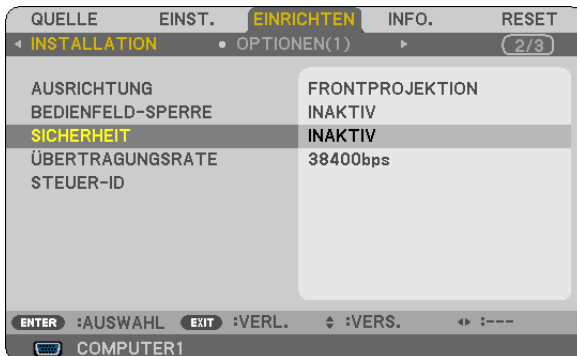 QUELLE EINST. EINRICHTEN INFO. RESET
INSTALLATION • OPTIONEN(1) 2/3
AUSRICHTUNG FRONTPROJEKTION
BEDIENFELD-SPERRE INAKTIV
SICHERHEIT INAKTIV
ÜBERTRAGUNGSRATE 38400bps
STEUER-ID
ENTER :AUSWAHL EXIT :VERL. :VERS. :---
COMPUTER1